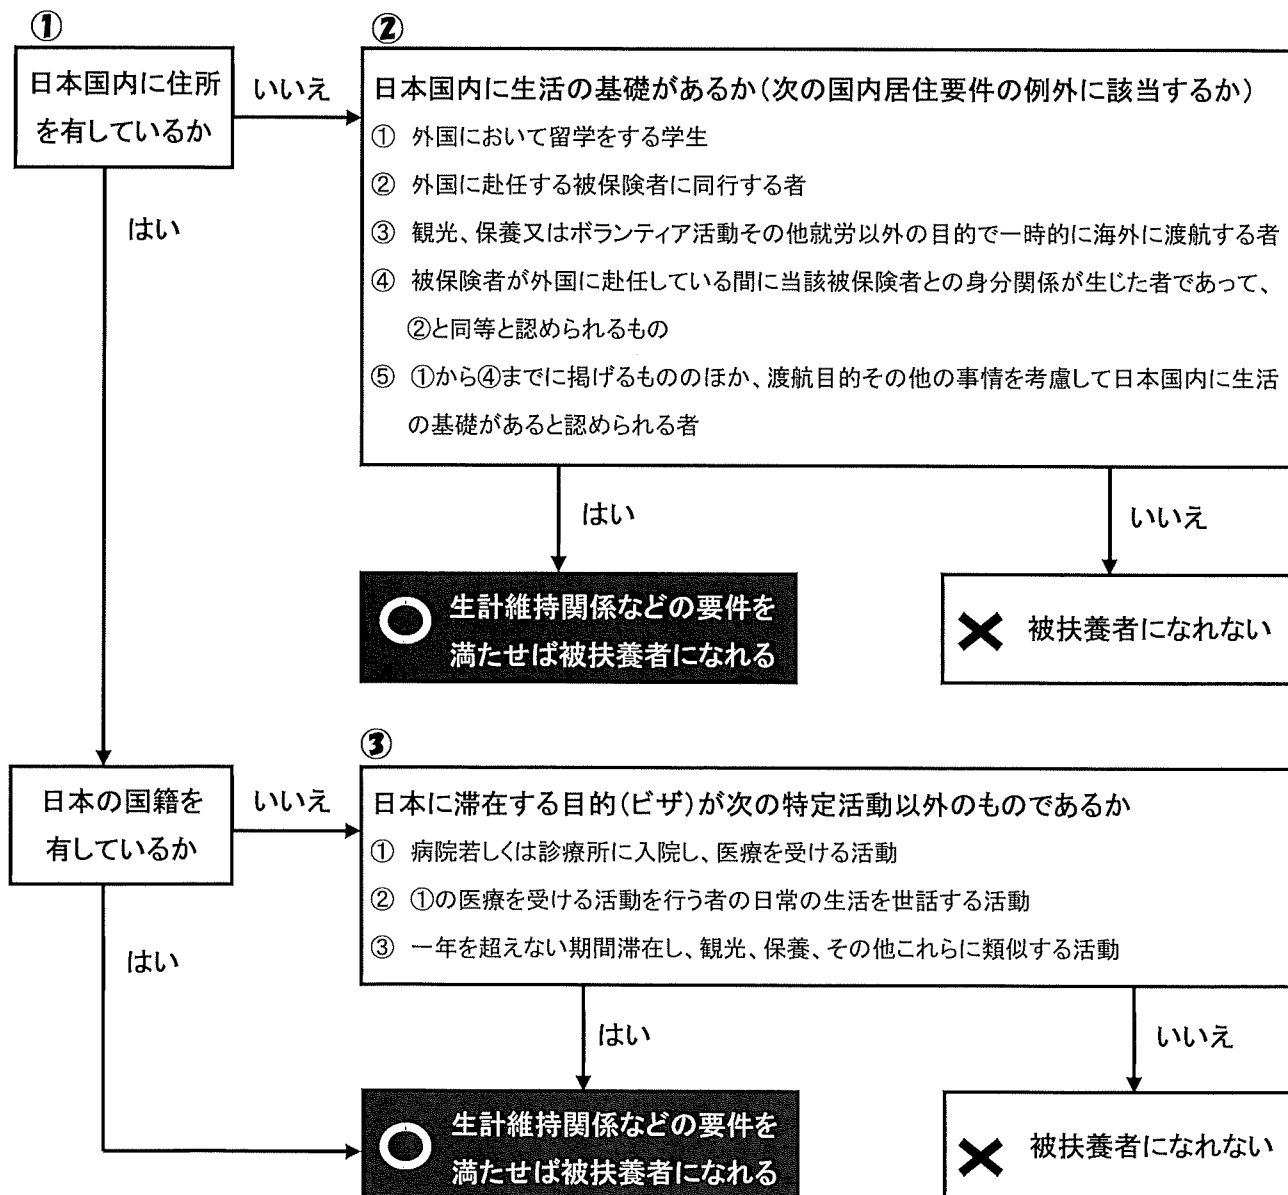 ①
日本国内に住所
を有しているか
いいえ
はい
②
日本国内に生活の基礎があるか(次の国内居住要件の例外に該当するか)
① 外国において留学をする学生
② 外国に赴任する被保険者に同行する者
③ 観光、保養又はボランティア活動その他就労以外の目的で一時的に海外に渡航する者
④ 被保険者が外国に赴任している間に当該被保険者との身分関係が生じた者であって、
②と同等と認められるもの
⑤ ①から④までに掲げるもののほか、渡航目的その他の事情を考慮して日本国内に生活
の基礎があると認められる者
はい
いいえ
生計維持関係などの要件を
満たせば被扶養者になれる
被扶養者になれない
日本の国籍を
有しているか
いいえ
はい
③
日本に滞在する目的(ビザ)が次の特定活動以外のものであるか
① 病院若しくは診療所に入院し、医療を受ける活動
② ①の医療を受ける活動を行う者の日常の生活を世話する活動
③ 一年を超えない期間滞在し、観光、保養、その他これらに類似する活動
はい
いいえ
生計維持関係などの要件を
満たせば被扶養者になれる
被扶養者になれない